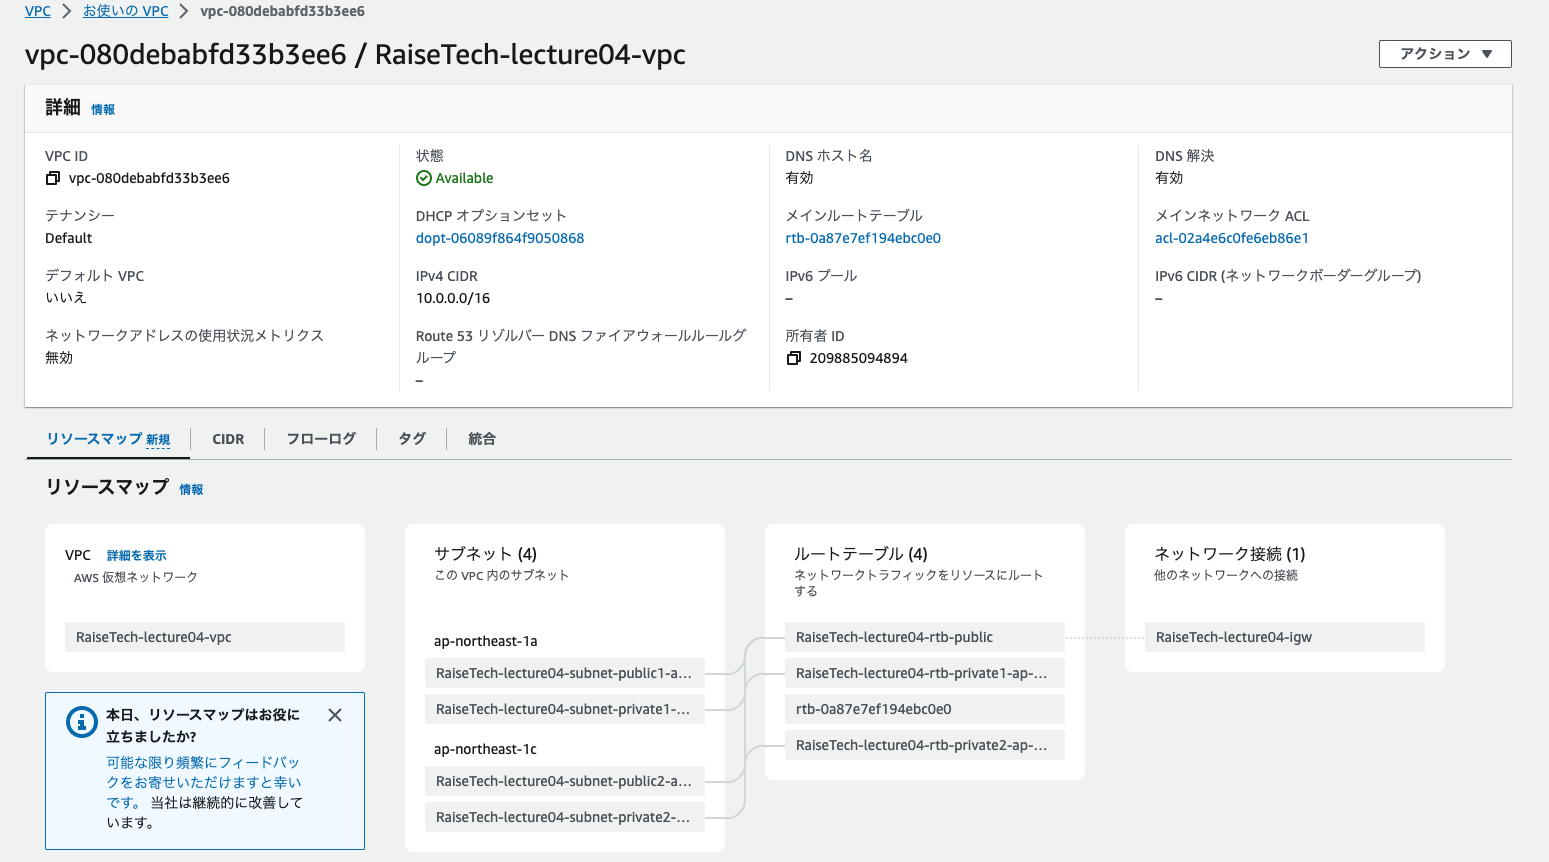 VPC > お使いの VPC > vpc-080debabfd33b3ee6
vpc-080debabfd33b3ee6 / RaiseTech-lecture04-vpc
アクション ▼
詳細 情報
VPC ID
vpc-080debabfd33b3ee6
状態
Available
DNS ホスト名
有効
DNS 解決
有効
テナンシー
Default
DHCP オプションセット
dopt-06089f864f9050868
メインルートテーブル
rtb-0a87e7ef194ebc0e0
メインネットワーク ACL
acl-02a4e6c0fe6eb86e1
デフォルト VPC
いいえ
IPv4 CIDR
10.0.0.0/16
IPv6 プール
–
IPv6 CIDR (ネットワークボーダーグループ)
–
ネットワークアドレスの使用状況メトリクス
無効
Route 53 リゾルバー DNS ファイアウォールルールグ
ループ
–
所有者 ID
209885094894
リソースマップ 新規
CIDR
フローログ
タグ
統合
リソースマップ 情報
VPC 詳細を表示
AWS 仮想ネットワーク
RaiseTech-lecture04-vpc
サブネット (4)
この VPC 内のサブネット
ap-northeast-1a
RaiseTech-lecture04-subnet-public1-a...
RaiseTech-lecture04-subnet-private1-...
ap-northeast-1c
RaiseTech-lecture04-subnet-public2-a...
RaiseTech-lecture04-subnet-private2-...
ルートテーブル (4)
ネットワークトラフィックをリソースにルート
する
RaiseTech-lecture04-rtb-public
RaiseTech-lecture04-rtb-private1-ap-...
rtb-0a87e7ef194ebc0e0
RaiseTech-lecture04-rtb-private2-ap-...
ネットワーク接続 (1)
他のネットワークへの接続
RaiseTech-lecture04-igw
本日、リソースマップはお役に
立ちましたか?
可能な限り頻繁にフィードバッ
クをお寄せいただけますと幸い
です。 当社は継続的に改善して
います。